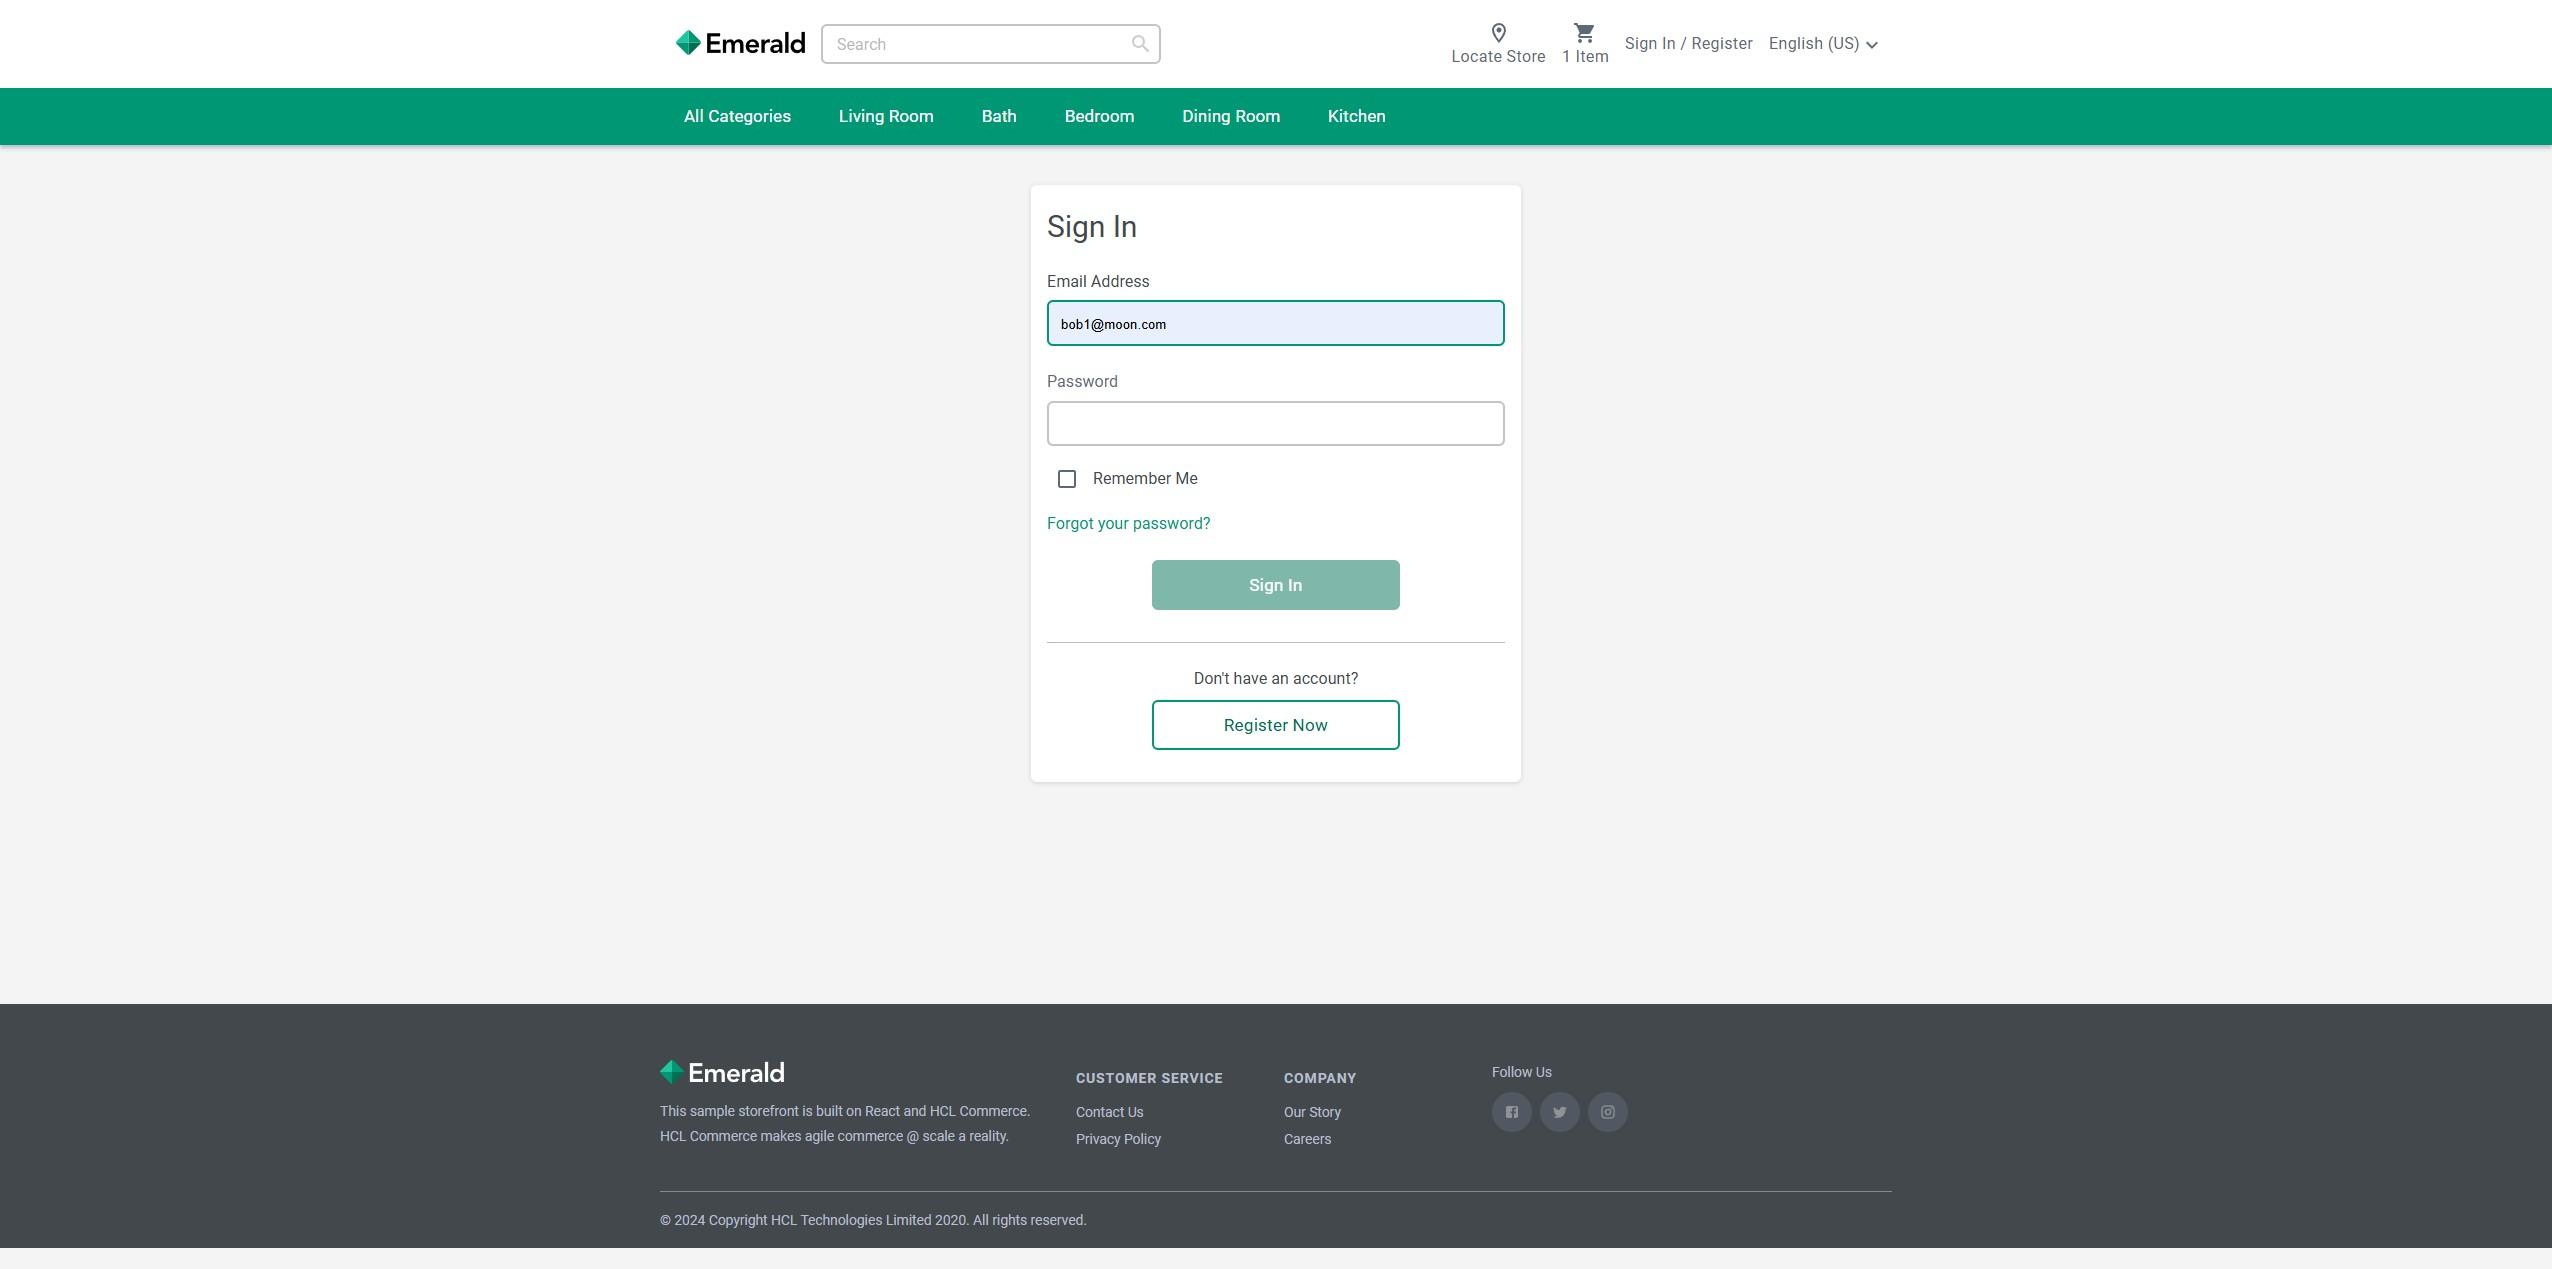 Emerald
Search
Locate Store
1 Item
Sign In / Register
English (US)
All Categories
Living Room
Bath
Bedroom
Dining Room
Kitchen
Sign In
Email Address
bob1@moon.com
Password
Remember Me
Forgot your password?
Sign In
Don't have an account?
Register Now
Emerald
This sample storefront is built on React and HCL Commerce.
HCL Commerce makes agile commerce @ scale a reality.
CUSTOMER SERVICE
Contact Us
Privacy Policy
COMPANY
Our Story
Careers
Follow Us
© 2024 Copyright HCL Technologies Limited 2020. All rights reserved.